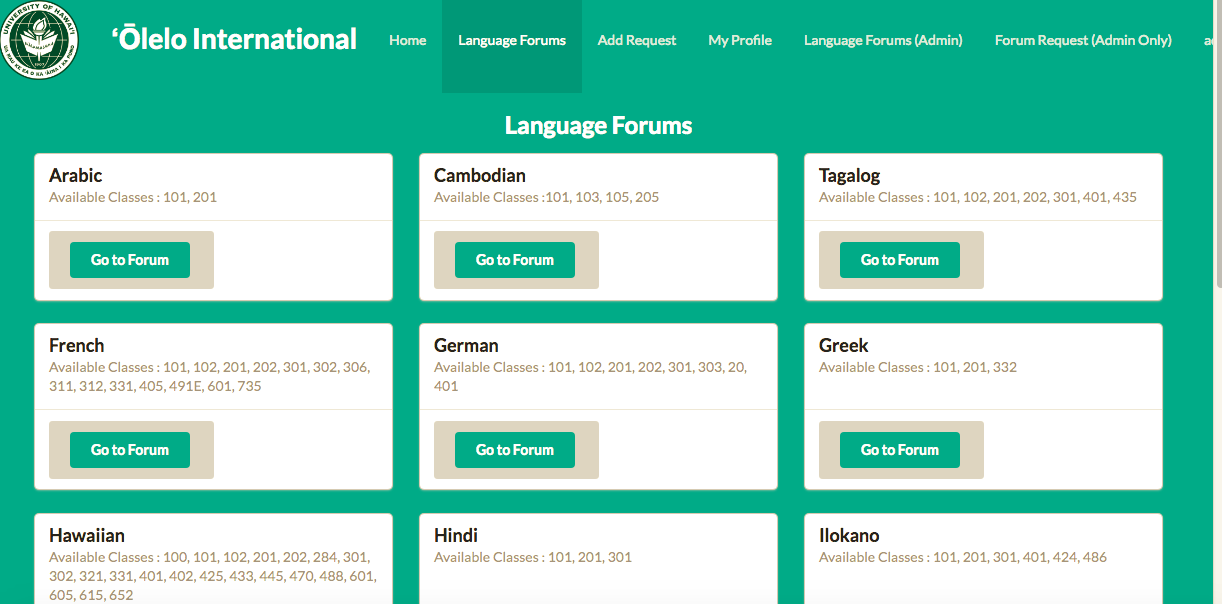 UNIVERSITY OF HAWAI'I
1907
ʻŌlelo International
Home
Language Forums
Add Request
My Profile
Language Forums (Admin)
Forum Request (Admin Only)
Language Forums
Arabic
Available Classes : 101, 201
Go to Forum
Cambodian
Available Classes :101, 103, 105, 205
Go to Forum
Tagalog
Available Classes : 101, 102, 201, 202, 301, 401, 435
Go to Forum
French
Available Classes : 101, 102, 201, 202, 301, 302, 306,
311, 312, 331, 405, 491E, 601, 735
Go to Forum
German
Available Classes : 101, 102, 201, 202, 301, 303, 20,
401
Go to Forum
Greek
Available Classes : 101, 201, 332
Go to Forum
Hawaiian
Available Classes : 100, 101, 102, 201, 202, 284, 301,
302, 321, 331, 401, 402, 425, 433, 445, 470, 488, 601,
605, 615, 652
Hindi
Available Classes : 101, 201, 301
Ilokano
Available Classes : 101, 201, 301, 401, 424, 486